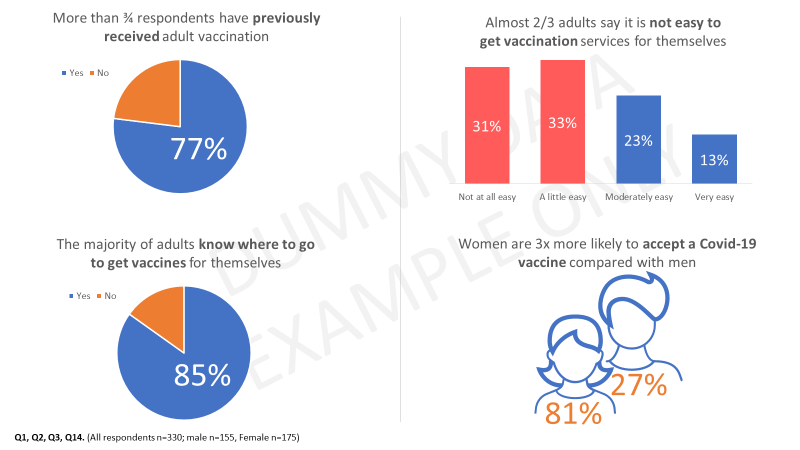 More than ¾ respondents have previously
received adult vaccination
Yes No
77%
Almost 2/3 adults say it is not easy to
get vaccination services for themselves
31%
33%
23%
13%
Not at all easy
A little easy
Moderately easy
Very easy
The majority of adults know where to go
to get vaccines for themselves
Yes No
85%
Women are 3x more likely to accept a Covid-19
vaccine compared with men
27%
81%
DUMMY DATA
EXAMPLE ONLY
Q1, Q2, Q3, Q14. (All respondents n=330; male n=155, Female n=175)